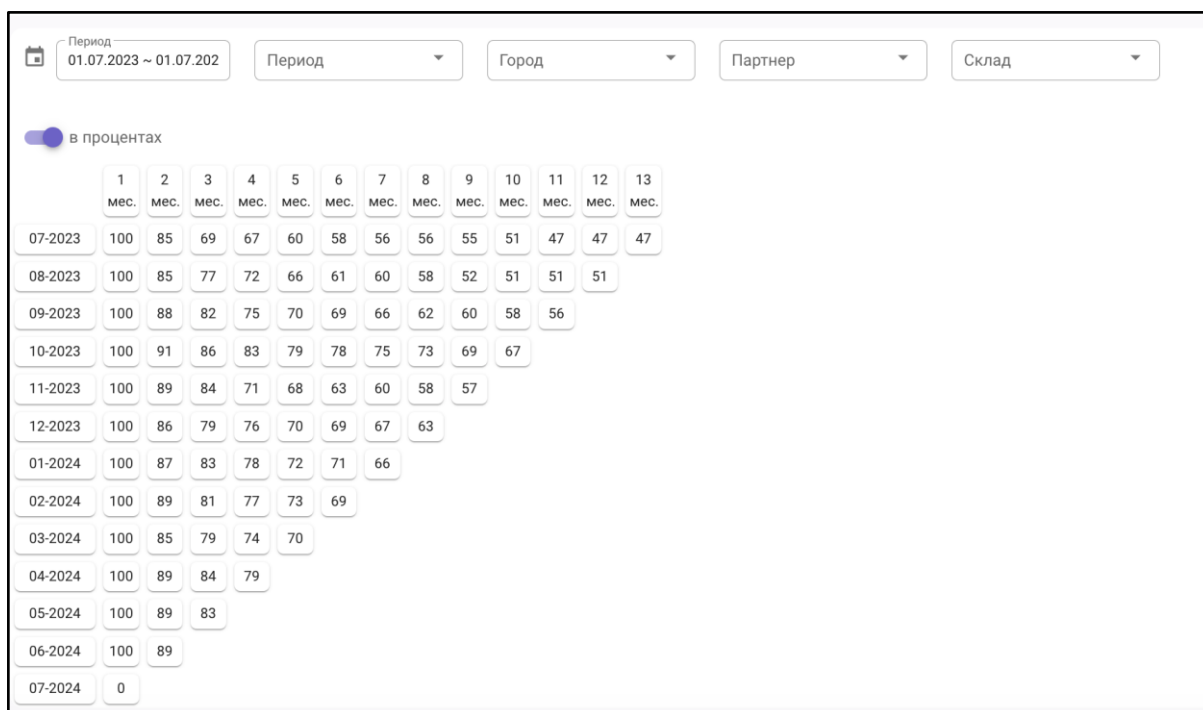 Период
01.07.2023 ~ 01.07.202
Период
Город
Партнер
Склад
в процентах
1 2 3 4 5 6 7 8 9 10 11 12 13
мес. мес. мес. мес. мес. мес. мес. мес. мес. мес. мес. мес. мес.
07-2023 100 85 69 67 60 58 56 56 55 51 47 47 47
08-2023 100 85 77 72 66 61 60 58 52 51 51 51
09-2023 100 88 82 75 70 69 66 62 60 58 56
10-2023 100 91 86 83 79 78 75 73 69 67
11-2023 100 89 84 71 68 63 60 58 57
12-2023 100 86 79 76 70 69 67 63
01-2024 100 87 83 78 72 71 66
02-2024 100 89 81 77 73 69
03-2024 100 85 79 74 70
04-2024 100 89 84 79
05-2024 100 89 83
06-2024 100 89
07-2024 0